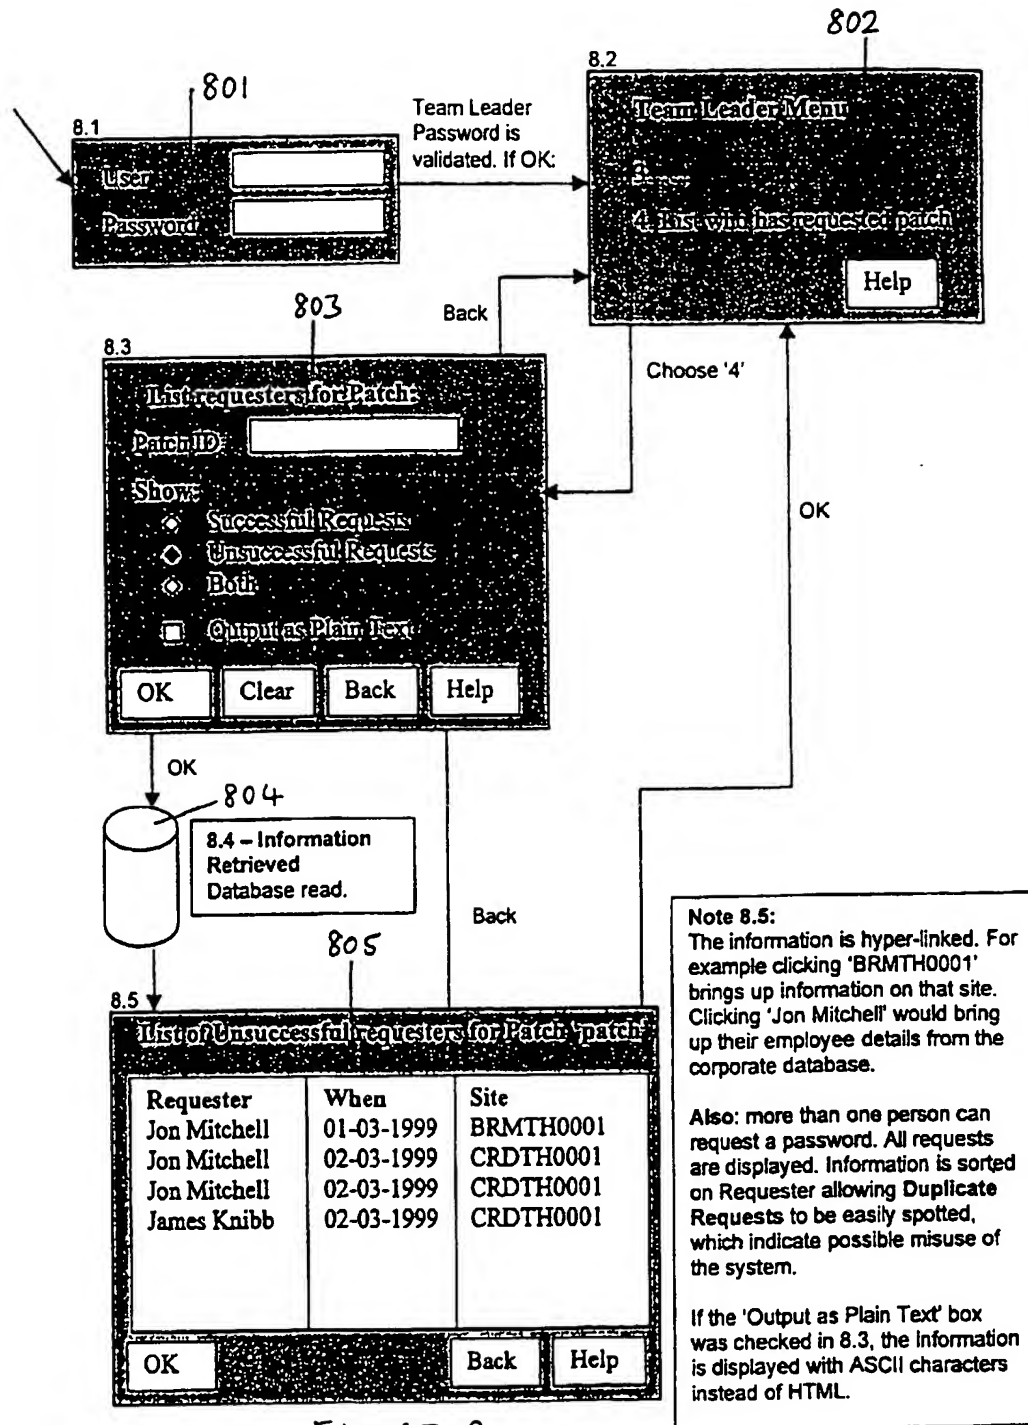 802
8.2
801
Team Leader
Password is
validated. If OK:
8.1
User
Password
Team Leader Menu
3.
4. List who has requested patch
Help
803
Back
8.3
Choose '4'
List requesters for Patch:
Patch ID
Show:
Successful Requests
Unsuccessful Requests
Both
Output as Plain Text
OK
Clear
Back
Help
OK
OK
804
8.4 – Information
Retrieved
Database read.
Back
805
8.5
List of Unsuccessful requesters for Patch 'patch'
Requester When Site
Jon Mitchell 01-03-1999 BRMTH0001
Jon Mitchell 02-03-1999 CRDTH0001
Jon Mitchell 02-03-1999 CRDTH0001
James Knibb 02-03-1999 CRDTH0001
OK
Back
Help
Note 8.5:
The information is hyper-linked. For
example clicking 'BRMTH0001'
brings up information on that site.
Clicking 'Jon Mitchell' would bring
up their employee details from the
corporate database.
Also: more than one person can
request a password. All requests
are displayed. Information is sorted
on Requester allowing Duplicate
Requests to be easily spotted,
which indicate possible misuse of
the system.
If the 'Output as Plain Text' box
was checked in 8.3, the information
is displayed with ASCII characters
instead of HTML.